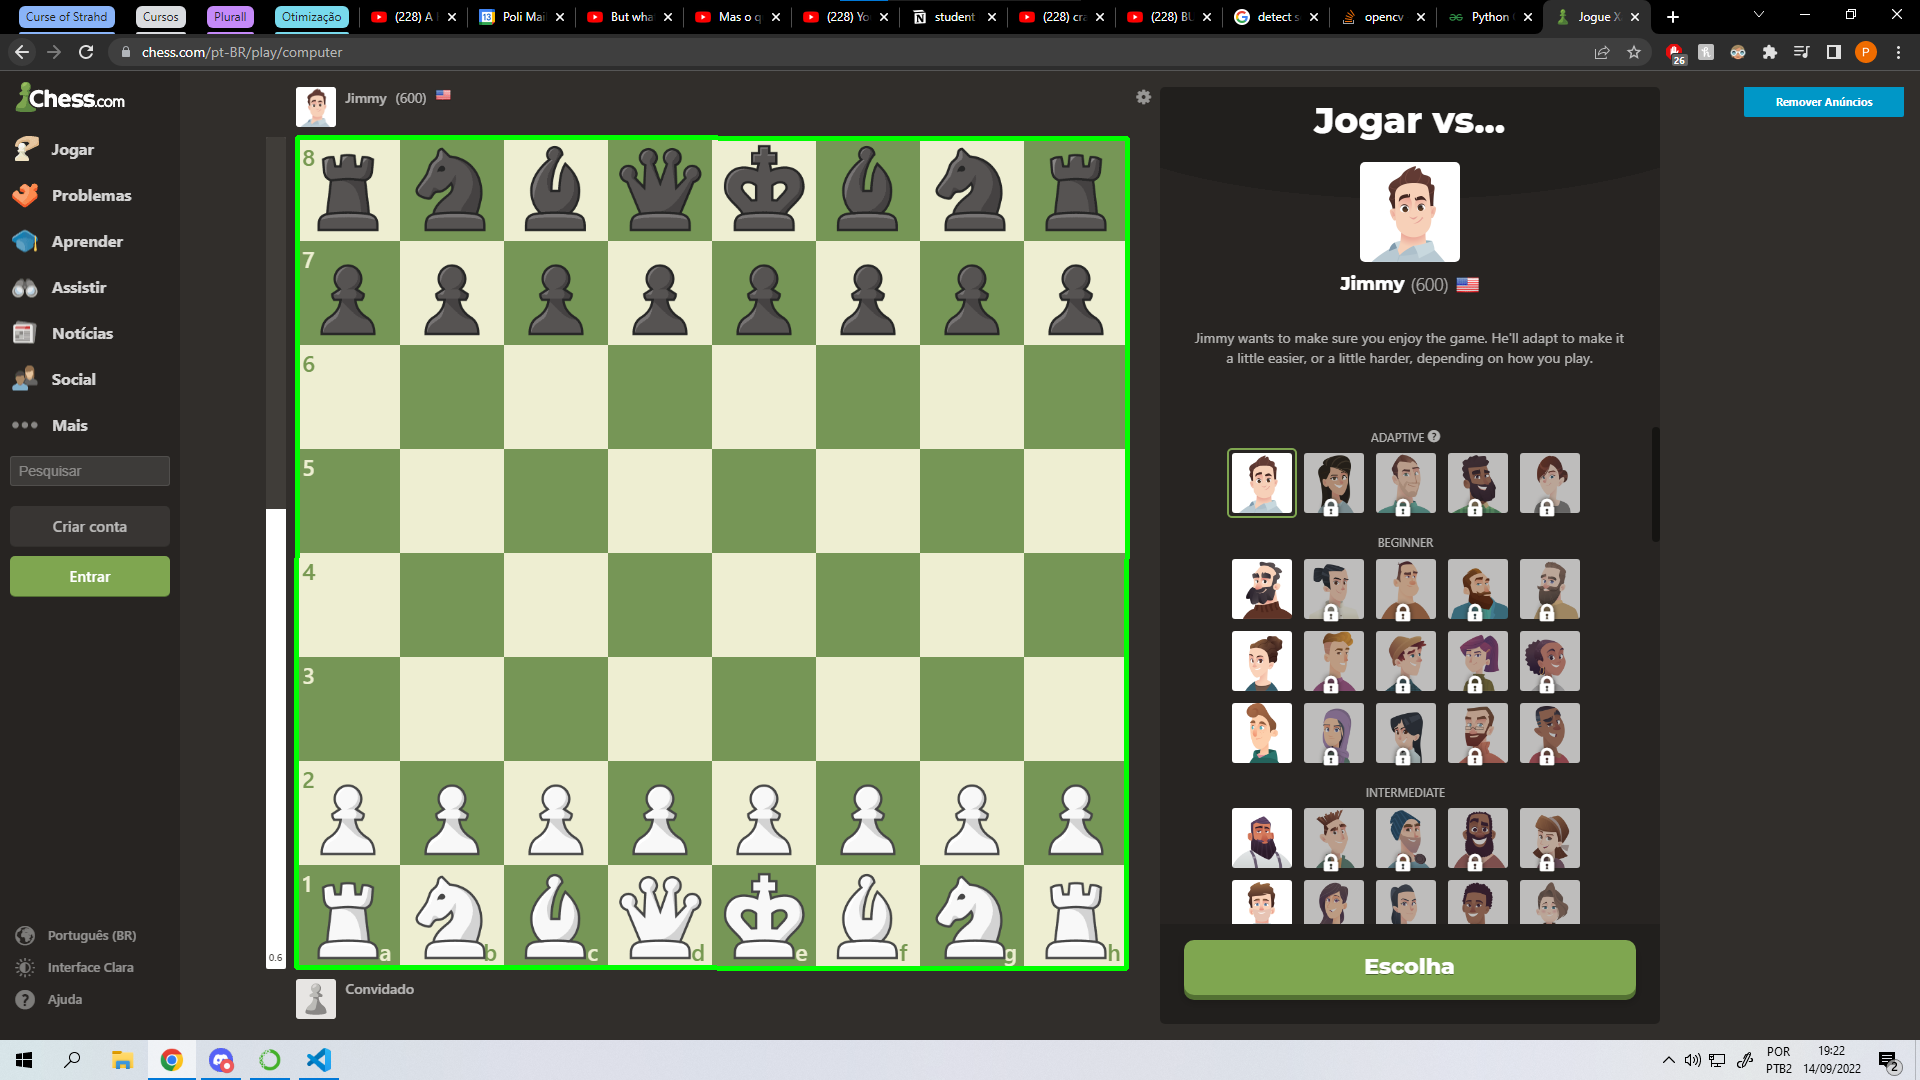 Curse of Strahd
Cursos
Plurall
Otimização
(228) A
Poli Mai
But wha
Mas o q
(228) Yo
student
(228) cra
(228) BU
detect s
opencv
Python
Jogue X
chess.com/pt-BR/play/computer
26
P
Chess.com
Jogar
Problemas
Aprender
Assistir
Notícias
Social
Mais
Pesquisar
Criar conta
Entrar
Português (BR)
Interface Clara
Ajuda
Jimmy (600)
8
7
6
5
4
3
2
1
a b c d e f g h
0.6
Convidado
Jogar vs...
Jimmy (600)
Jimmy wants to make sure you enjoy the game. He'll adapt to make it
a little easier, or a little harder, depending on how you play.
ADAPTIVE
BEGINNER
INTERMEDIATE
Escolha
Remover Anúncios
POR
PTB2
19:22
14/09/2022
2